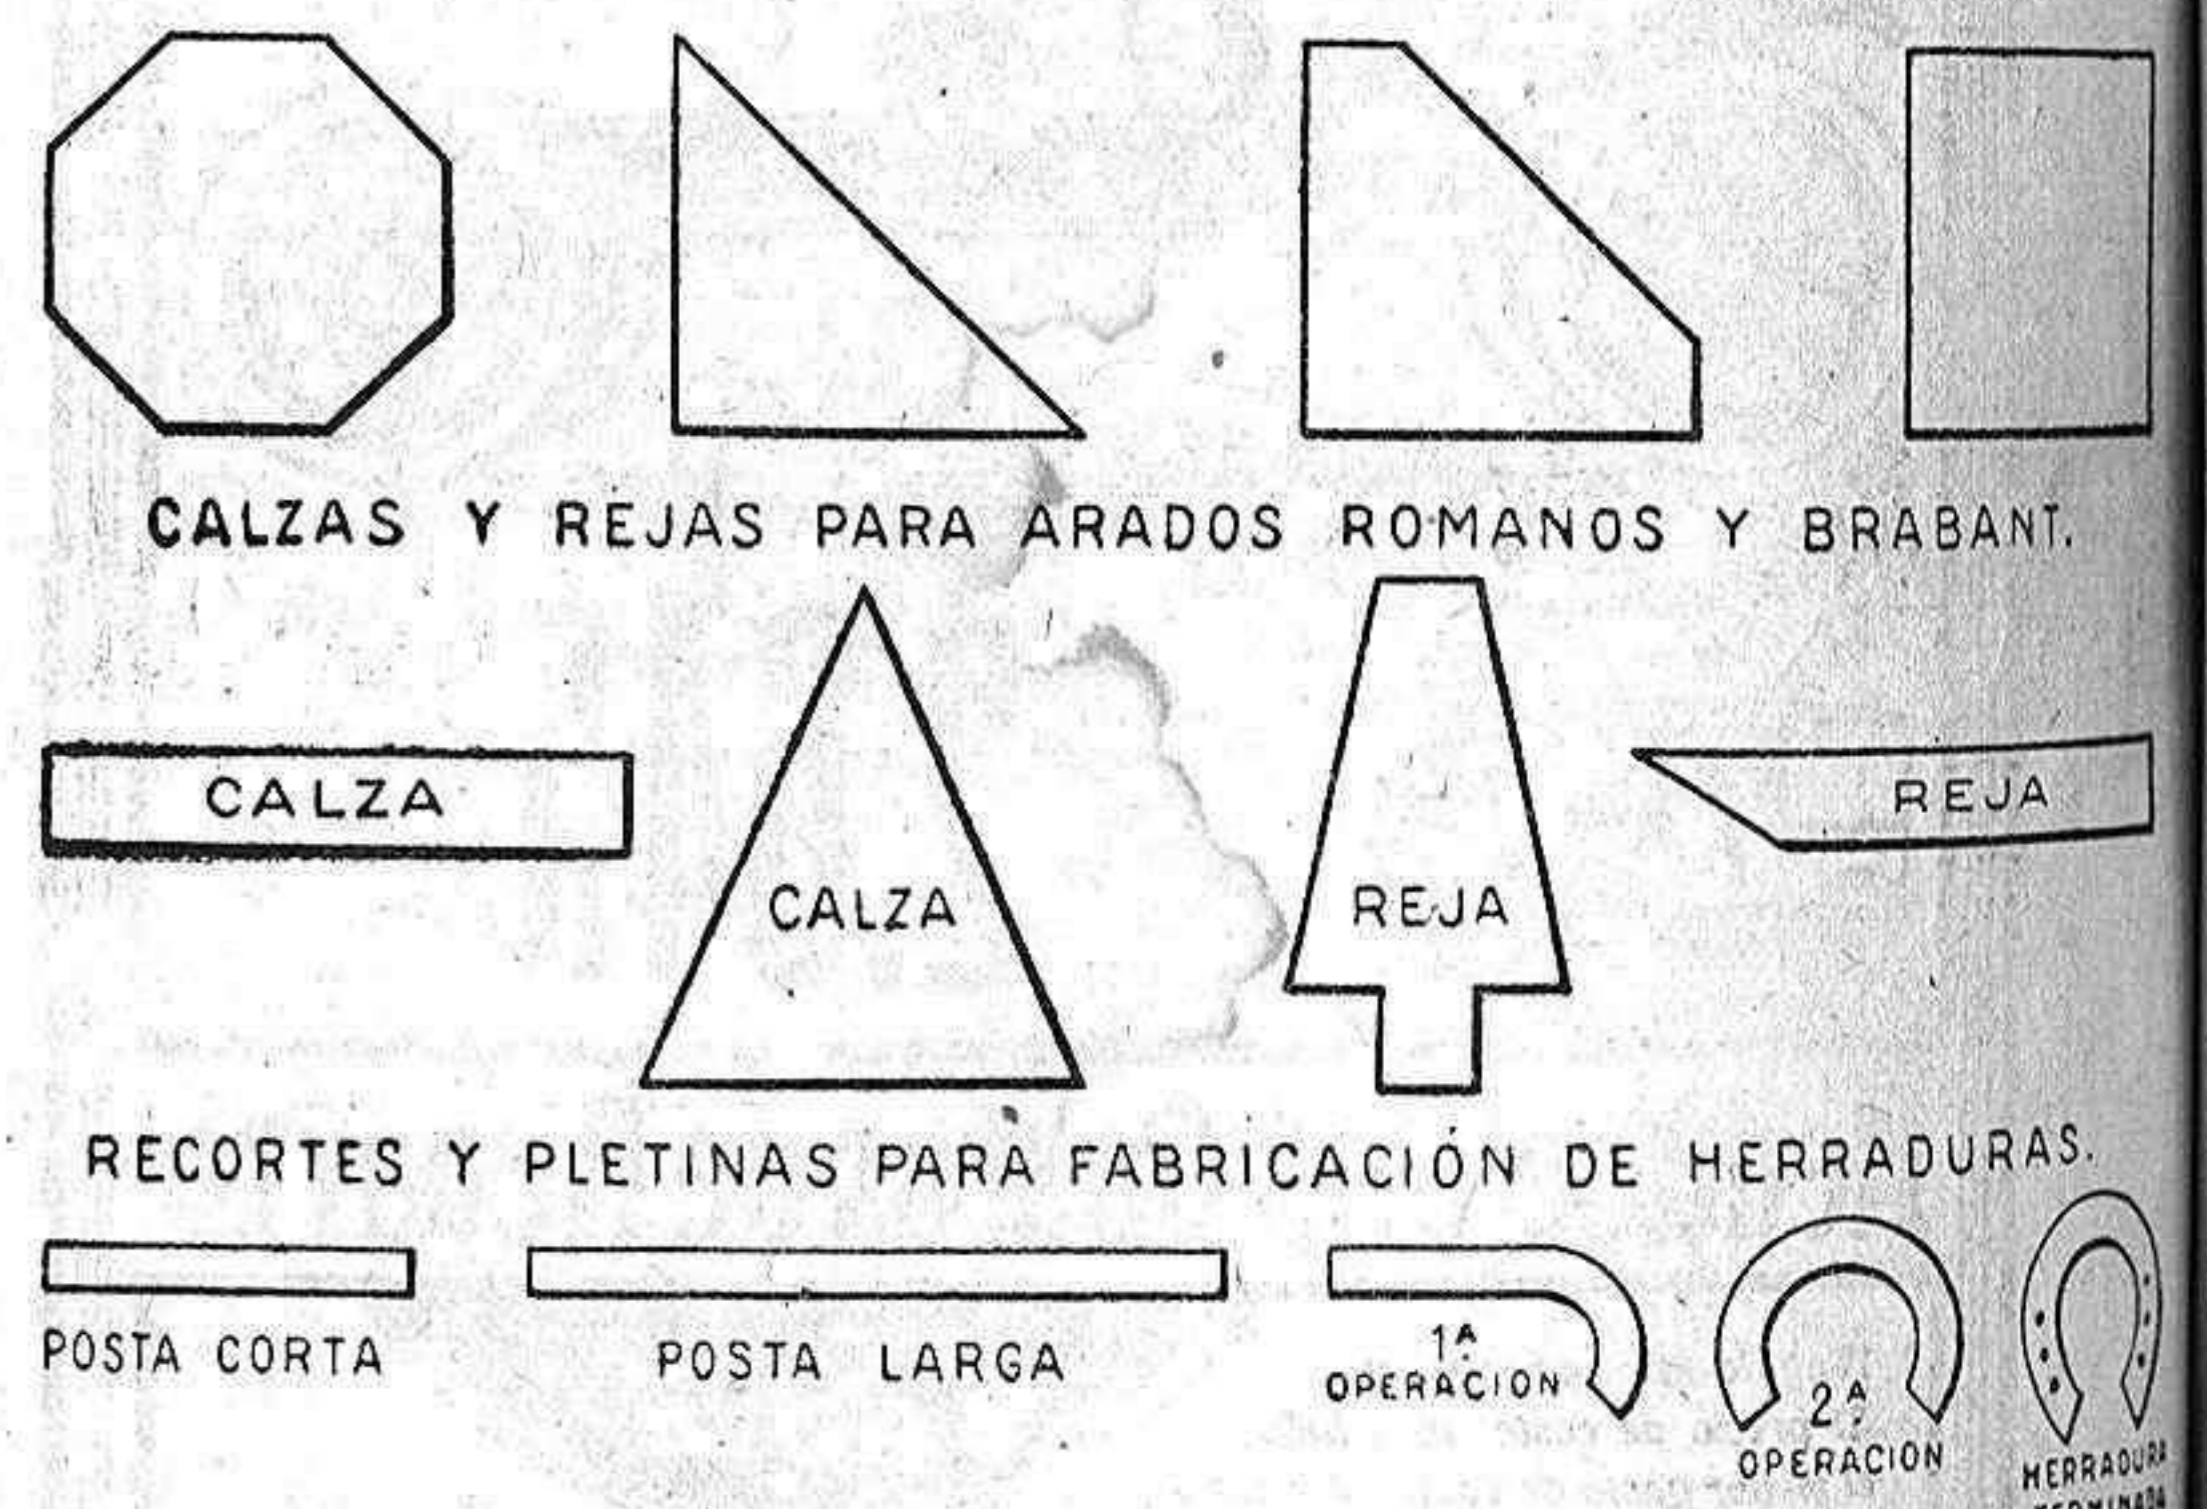 CALZAS Y REJAS PARA ARADOS ROMANOS Y BRABANT.
CALZA
CALZA
REJA
REJA
RECORTES Y PLETINAS PARA FABRICACIÓN DE HERRADURAS.
POSTA CORTA
POSTA LARGA
1ª
OPERACION
2ª
OPERACION
HERRADURA